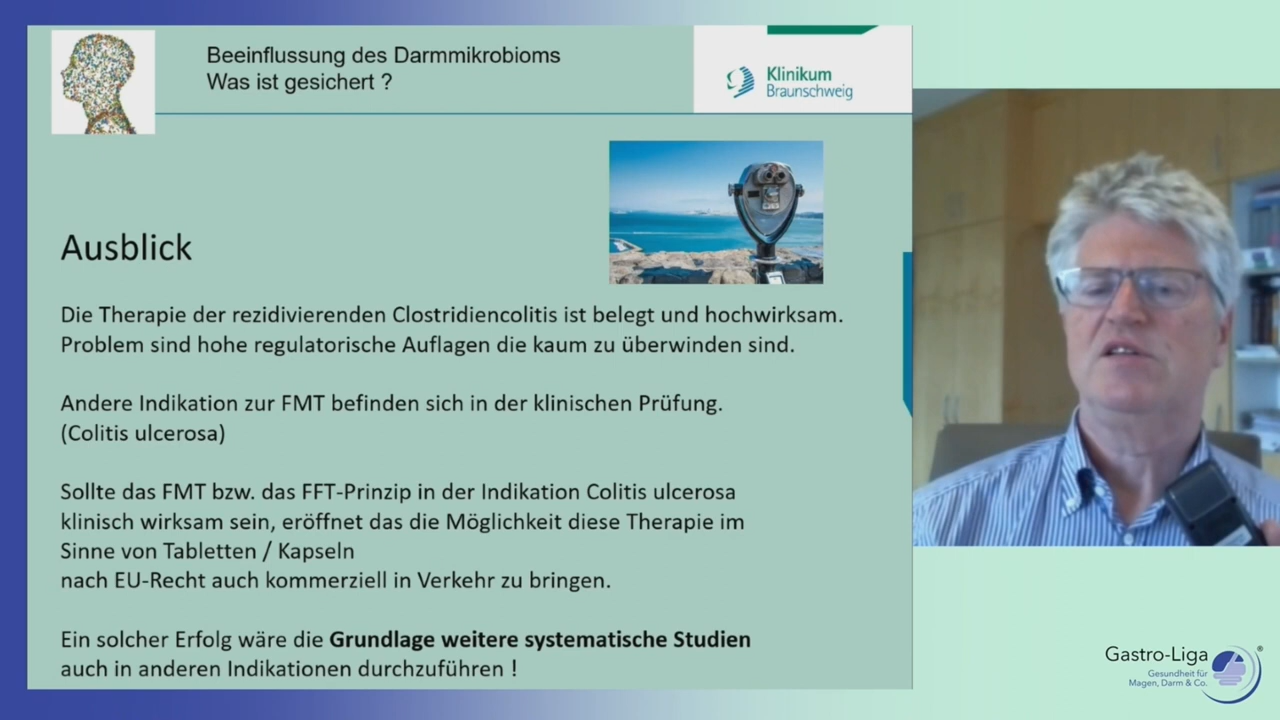 Beeinflussung des Darmmikrobioms
Was ist gesichert ?
Klinikum
Braunschweig
Ausblick
Die Therapie der rezidivierenden Clostridiencolitis ist belegt und hochwirksam.
Problem sind hohe regulatorische Auflagen die kaum zu überwinden sind.
Andere Indikation zur FMT befinden sich in der klinischen Prüfung.
(Colitis ulcerosa)
Sollte das FMT bzw. das FFT-Prinzip in der Indikation Colitis ulcerosa
klinisch wirksam sein, eröffnet das die Möglichkeit diese Therapie im
Sinne von Tabletten / Kapseln
nach EU-Recht auch kommerziell in Verkehr zu bringen.
Ein solcher Erfolg wäre die Grundlage weitere systematische Studien
auch in anderen Indikationen durchzuführen !
Gastro-Liga ®
Gesundheit für
Magen, Darm & Co.